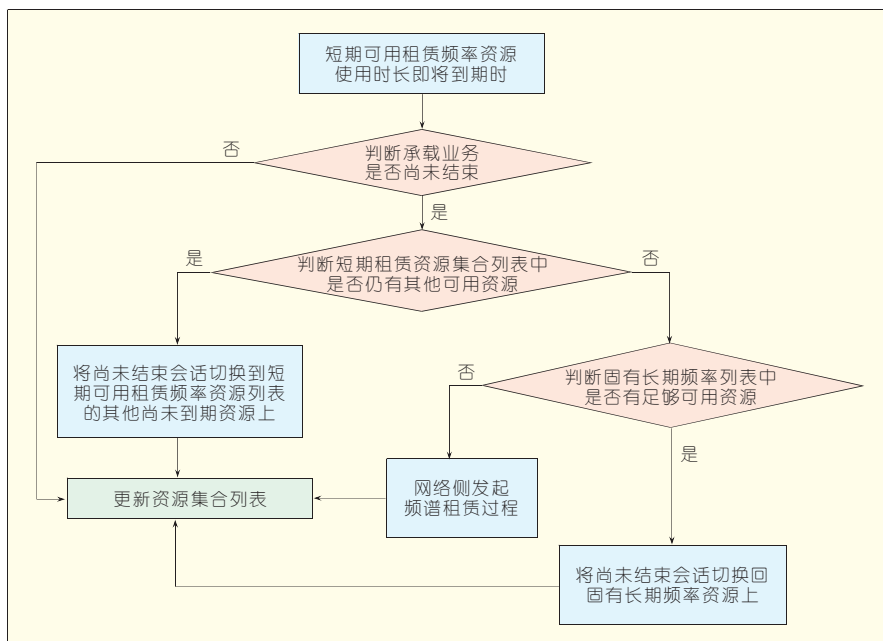 短期可用租赁频率资源
使用时长即将到期时
否
判断承载业务
是否尚未结束
是
是
判断短期租赁资源集合列表中
是否仍有其他可用资源
否
将尚未结束会话切换到短
期可用租赁频率资源列表
的其他尚未到期资源上
否
判断固有长期频率列表中
是否有足够可用资源
是
更新资源集合列表
网络侧发起
频谱租赁过程
将尚未结束会话切换回
固有长期频率资源上